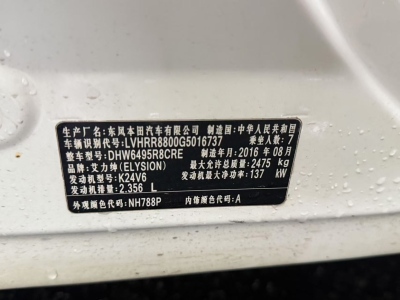 生产厂名:东风本田汽车有限公司 制造国:中华人民共和国
车辆识别代号:LVHRR8800G5016737 乘坐人数:7
整车型号:DHW6495R8CRE 制造年月:2016 年 08 月
品牌:艾力绅(ELYSION) 最大允许总质量:2475 kg
发动机型号:K24V6 发动机最大净功率:137 kW
发动机排量:2.356 L
外观颜色代码:NH788P 内饰颜色代码:A